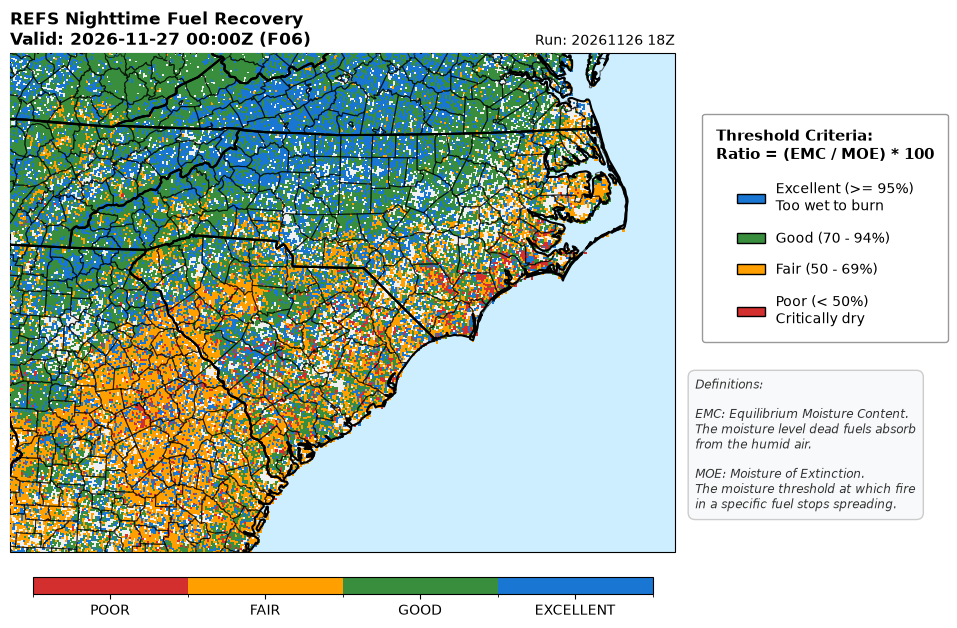 REFS Nighttime Fuel Recovery
Valid: 2026-11-27 00:00Z (F06)
Run: 20261126 18Z
Threshold Criteria:
Ratio = (EMC / MOE) * 100
Excellent (>= 95%)
Too wet to burn
Good (70 - 94%)
Fair (50 - 69%)
Poor (< 50%)
Critically dry
Definitions:
EMC: Equilibrium Moisture Content.
The moisture level dead fuels absorb
from the humid air.
MOE: Moisture of Extinction.
The moisture threshold at which fire
in a specific fuel stops spreading.
POOR
FAIR
GOOD
EXCELLENT